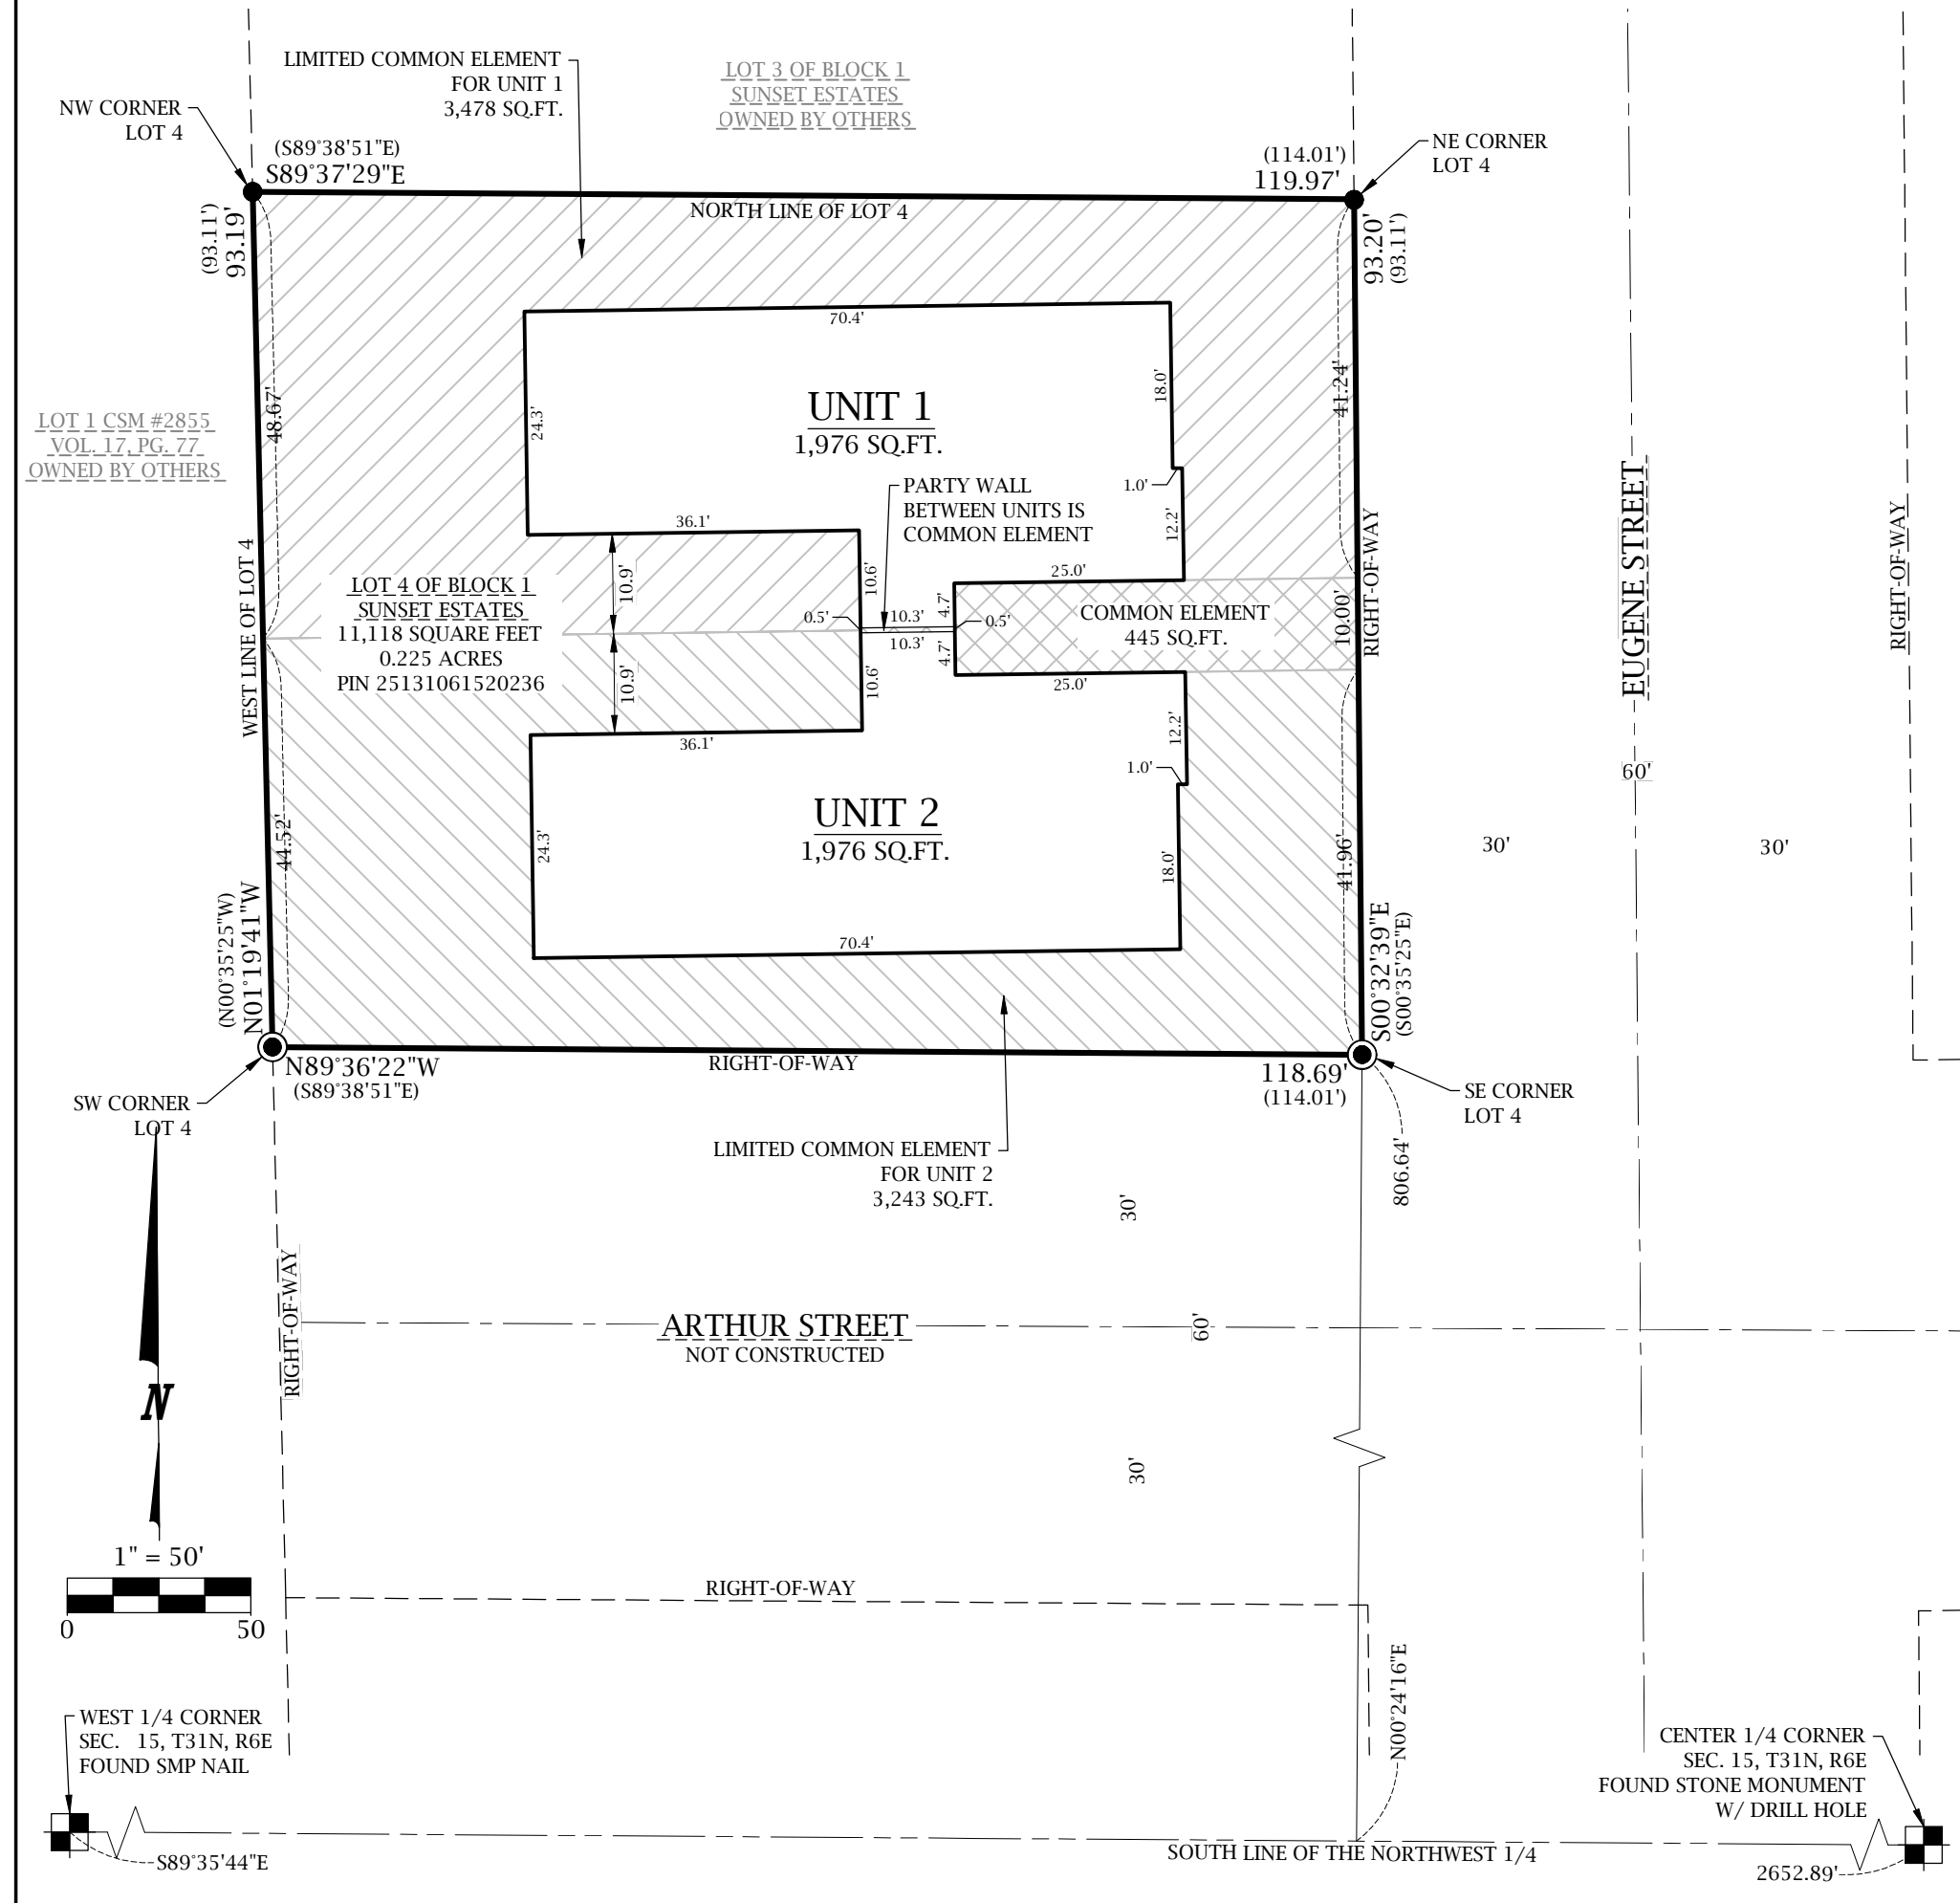 LIMITED COMMON ELEMENT
FOR UNIT 1
3,478 SQ.FT.
LOT 3 OF BLOCK 1
SUNSET ESTATES
OWNED BY OTHERS
NW CORNER
LOT 4
NE CORNER
LOT 4
(S89°38'51"E)
S89°37'29"E
(114.01')
119.97'
NORTH LINE OF LOT 4
(93.11')
93.19'
93.20'
(93.11')
70.4'
24.3'
18.0'
48.67'
41.24'
UNIT 1
1,976 SQ.FT.
LOT 1 CSM #2855
VOL. 17, PG. 77
OWNED BY OTHERS
PARTY WALL
BETWEEN UNITS IS
COMMON ELEMENT
1.0'
12.2'
36.1'
25.0'
10.9'
10.6'
4.7'
0.5'
10.3'
0.5'
10.3'
4.7'
10.6'
10.9'
LOT 4 OF BLOCK 1
SUNSET ESTATES
11,118 SQUARE FEET
0.225 ACRES
PIN 25131061520236
COMMON ELEMENT
445 SQ.FT.
10.00'
RIGHT-OF-WAY
WEST LINE OF LOT 4
EUGENE STREET
RIGHT-OF-WAY
25.0'
36.1'
12.2'
1.0'
UNIT 2
1,976 SQ.FT.
24.3'
18.0'
44.52'
41.96'
60'
30'
30'
70.4'
(N00°35'25"W)
N01°19'41"W
S00°32'39"E
(S00°35'25"E)
N89°36'22"W
(S89°38'51"E)
RIGHT-OF-WAY
118.69'
(114.01')
SW CORNER
LOT 4
SE CORNER
LOT 4
806.64'
LIMITED COMMON ELEMENT
FOR UNIT 2
3,243 SQ.FT.
30'
RIGHT-OF-WAY
ARTHUR STREET
NOT CONSTRUCTED
60'
N
30'
1" = 50'
0
50
RIGHT-OF-WAY
N00°24'16"E
WEST 1/4 CORNER
SEC. 15, T31N, R6E
FOUND SMP NAIL
CENTER 1/4 CORNER
SEC. 15, T31N, R6E
FOUND STONE MONUMENT
W/ DRILL HOLE
S89°35'44"E
SOUTH LINE OF THE NORTHWEST 1/4
2652.89'